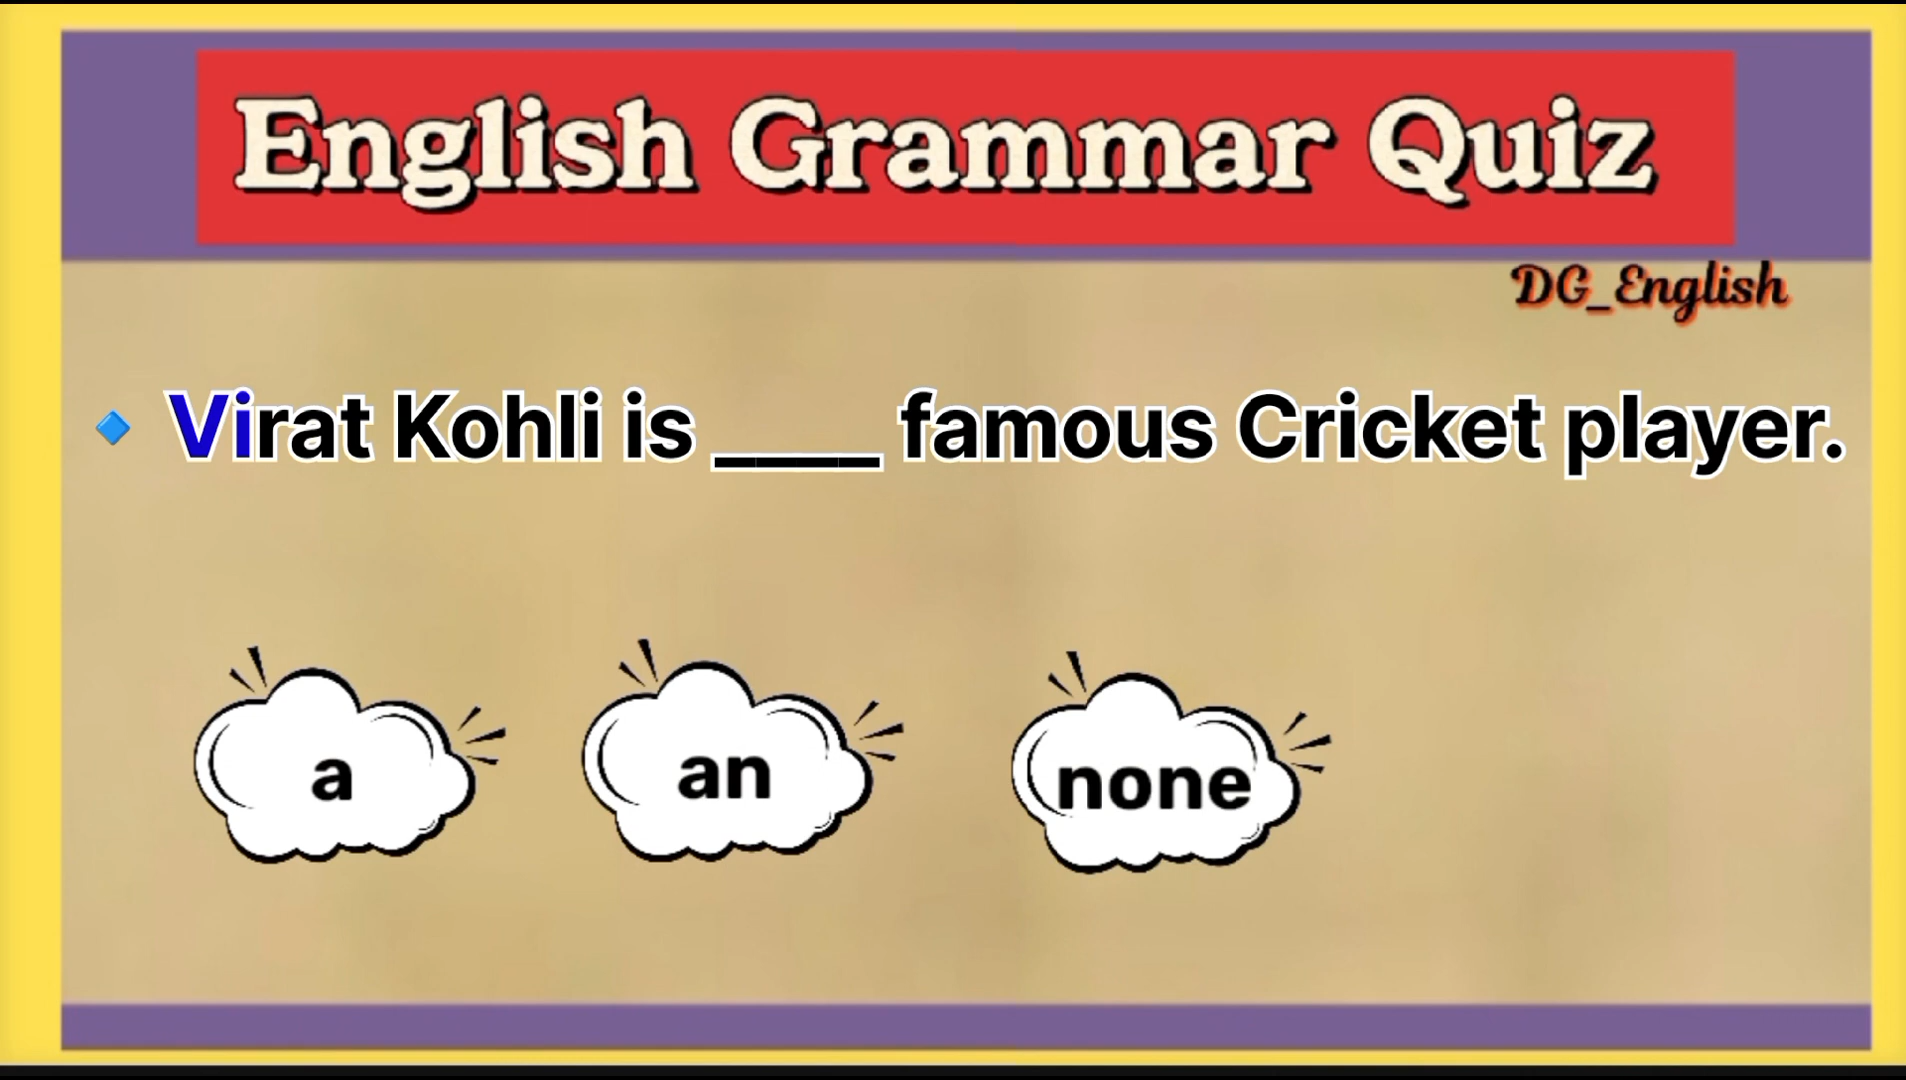 English Grammar Quiz
DG_English
Virat Kohli is ____ famous Cricket player.
a an none